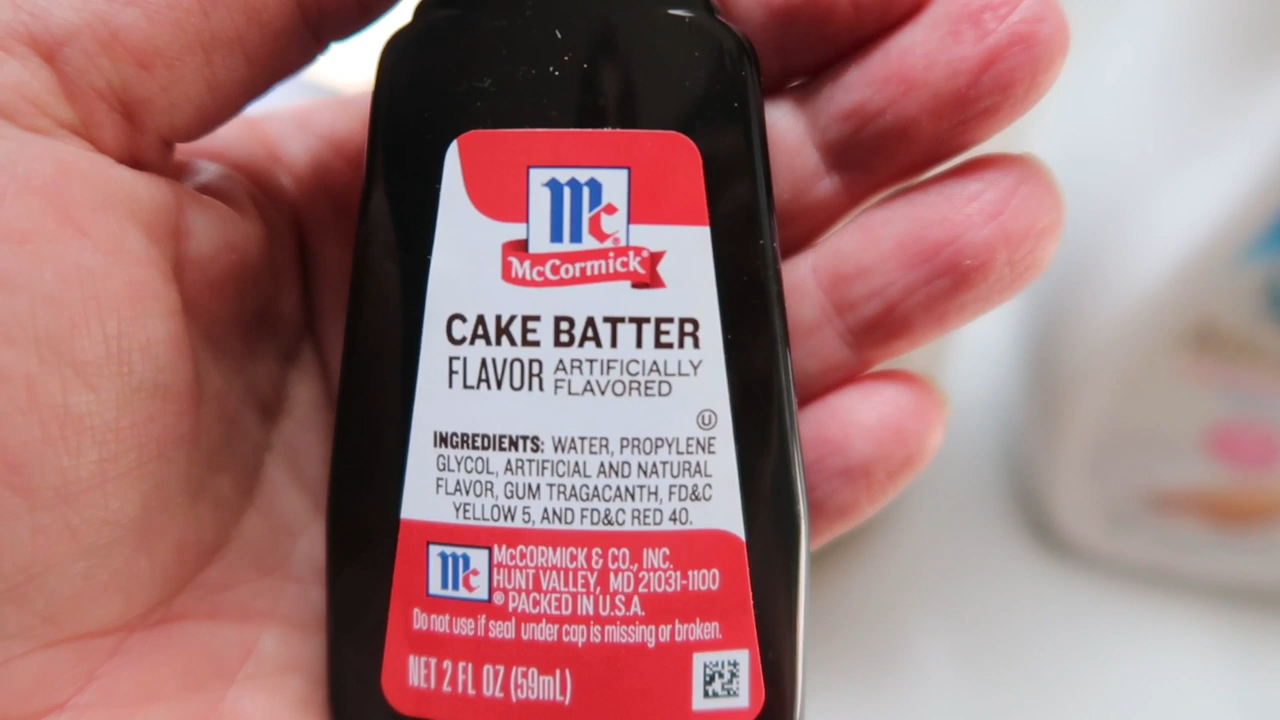 Mc
McCormick®
CAKE BATTER
FLAVOR ARTIFICIALLY
FLAVORED
U
INGREDIENTS: WATER, PROPYLENE
GLYCOL, ARTIFICIAL AND NATURAL
FLAVOR, GUM TRAGACANTH, FD&C
YELLOW 5, AND FD&C RED 40.
Mc
McCORMICK & CO., INC.
HUNT VALLEY, MD 21031-1100
® PACKED IN U.S.A.
Do not use if seal under cap is missing or broken.
NET 2 FL OZ (59mL)